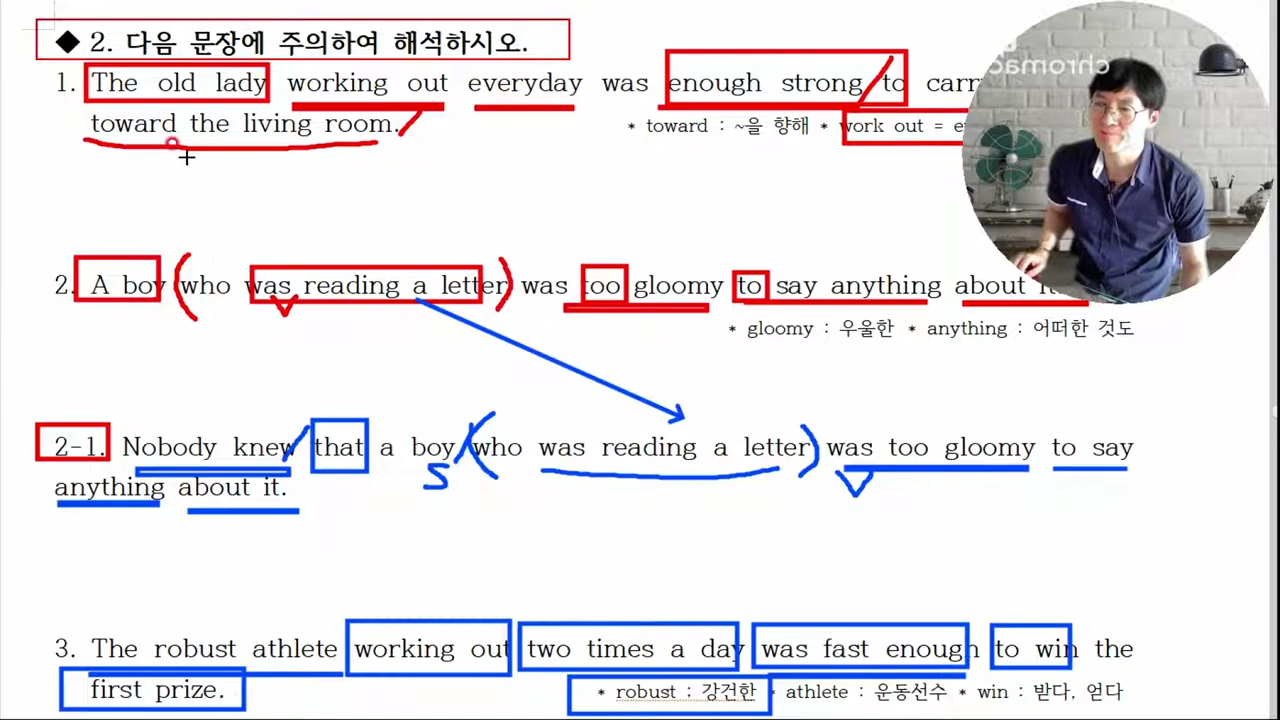 ◆ 2. 다음 문장에 주의하여 해석하시오.
1. The old lady working out everyday was enough strong to carr
toward the living room.
* toward : ~을 향해 * work out = e
chromac
2. A boy (who was reading a letter) was too gloomy to say anything about it
* gloomy : 우울한 * anything : 어떠한 것도
2-1. Nobody knew / that a boy / (who was reading a letter) was too gloomy to say
S V
anything about it.
3. The robust athlete working out two times a day was fast enough to win the
first prize.
* robust : 강건한 * athlete : 운동선수 * win : 받다, 얻다